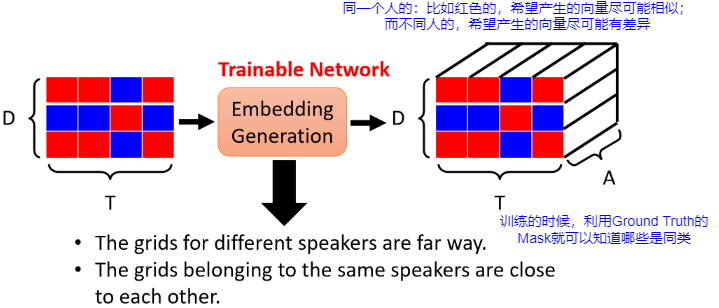 同一个人的：比如红色的，希望产生的向量尽可能相似；
而不同人的，希望产生的向量尽可能有差异
Trainable Network
D
Embedding
Generation
D
T
T
A
训练的时候，利用Ground Truth的
Mask就可以知道哪些是同类
• The grids for different speakers are far way.
• The grids belonging to the same speakers are close
to each other.